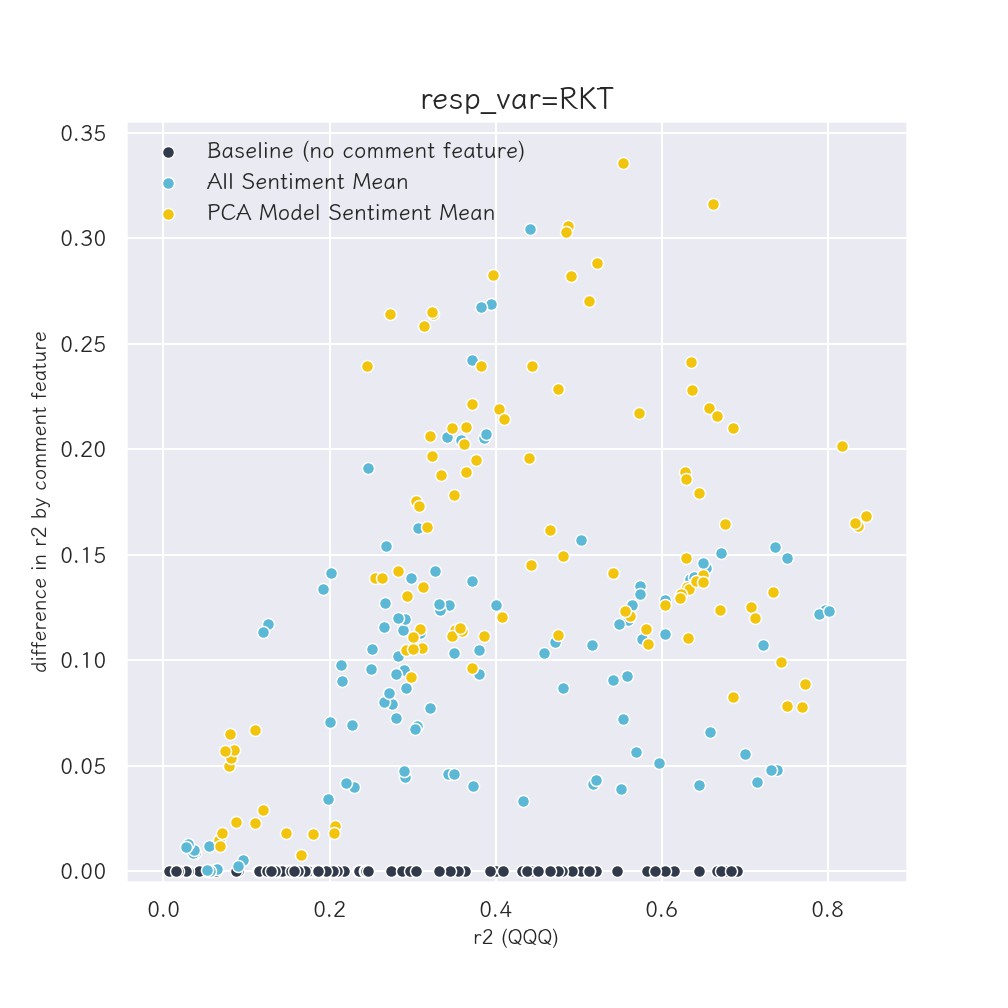 resp_var=RKT
0.35
0.30
0.25
0.20
0.15
0.10
0.05
0.00
difference in r2 by comment feature
Baseline (no comment feature)
All Sentiment Mean
PCA Model Sentiment Mean
0.0 0.2 0.4 0.6 0.8
r2 (QQQ)